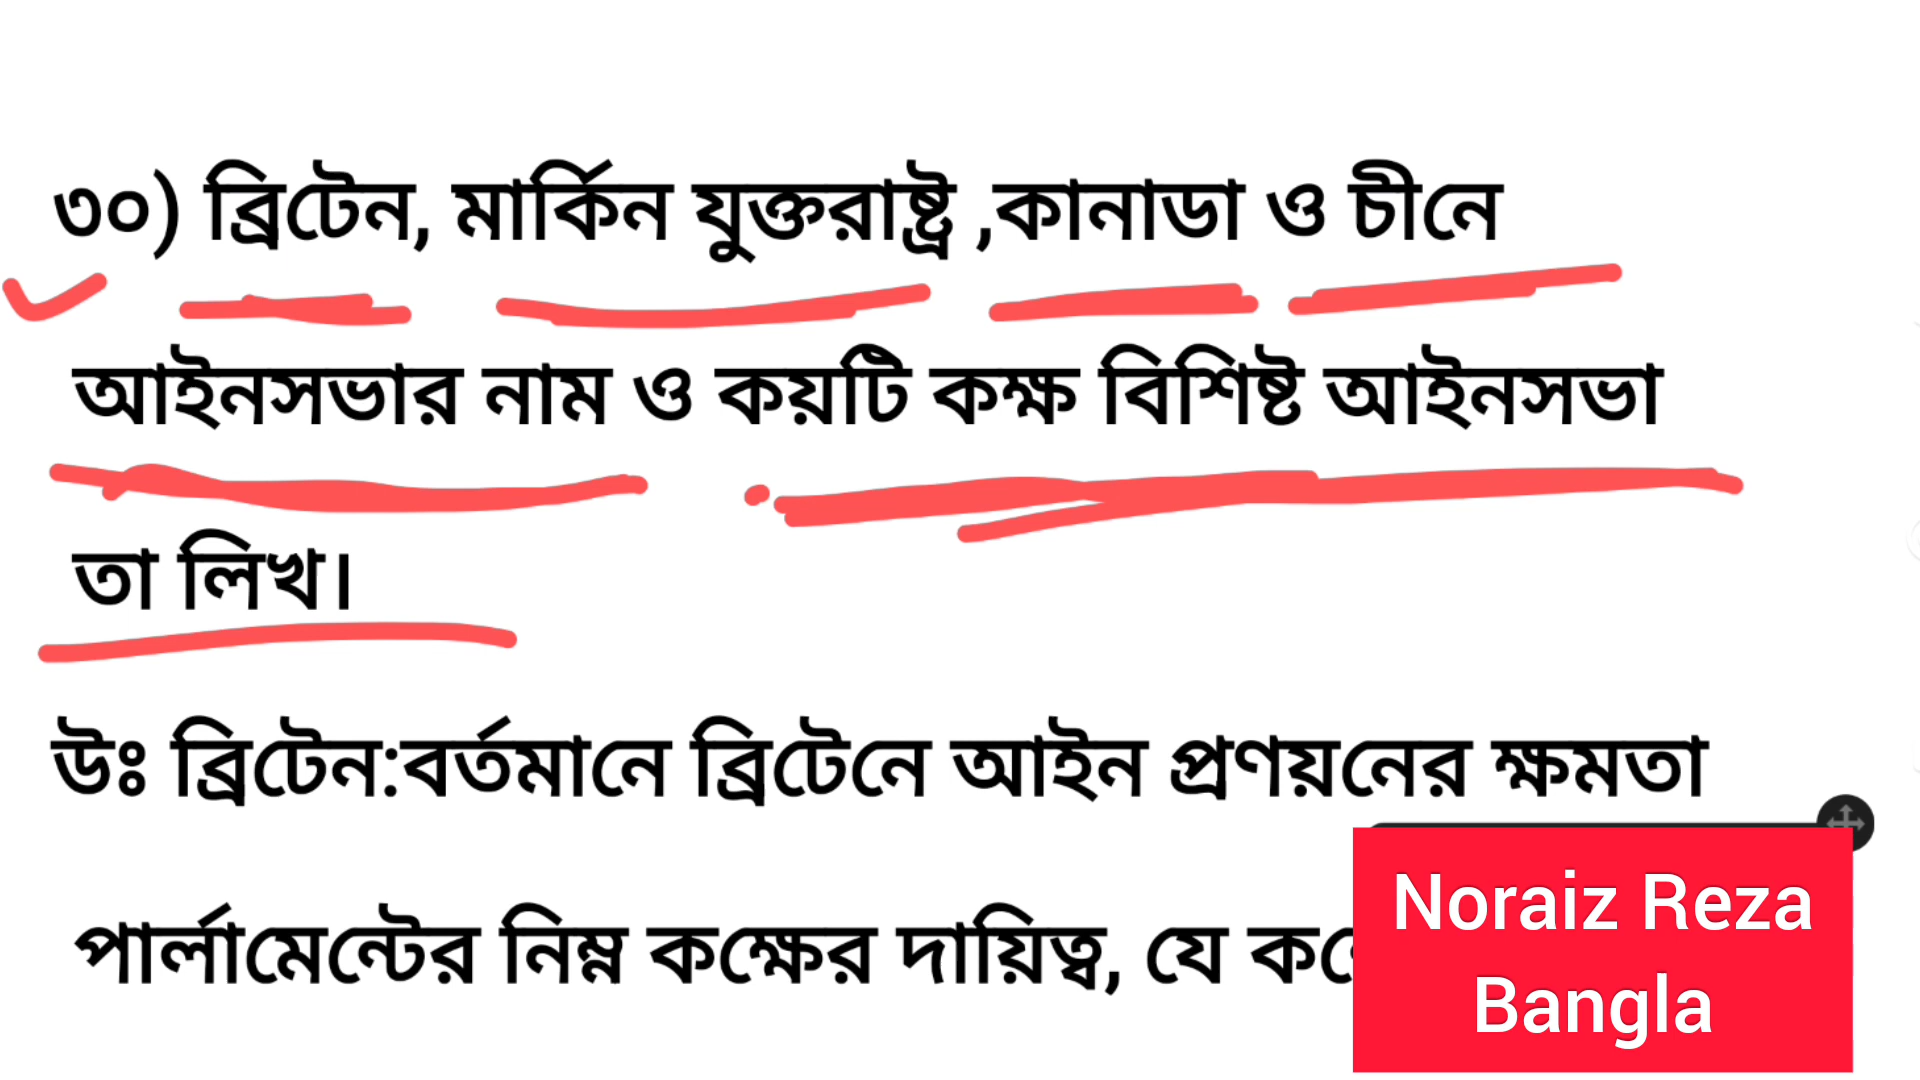 ৩০) ব্রিটেন, মার্কিন যুক্তরাষ্ট্র ,কানাডা ও চীনে
আইনসভার নাম ও কয়টি কক্ষ বিশিষ্ট আইনসভা
তা লিখ।
উঃ ব্রিটেন:বর্তমানে ব্রিটেনে আইন প্রণয়নের ক্ষমতা
পার্লামেন্টের নিম্ন কক্ষের দায়িত্ব, যে
Noraiz Reza
Bangla